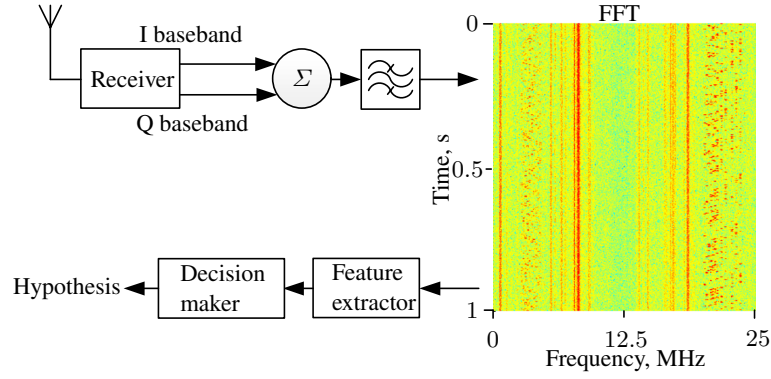 FFT
I baseband
Receiver
Σ
Q baseband
0
0.5
1
Time, s
Hypothesis
Decision
maker
Feature
extractor
0
12.5
25
Frequency, MHz